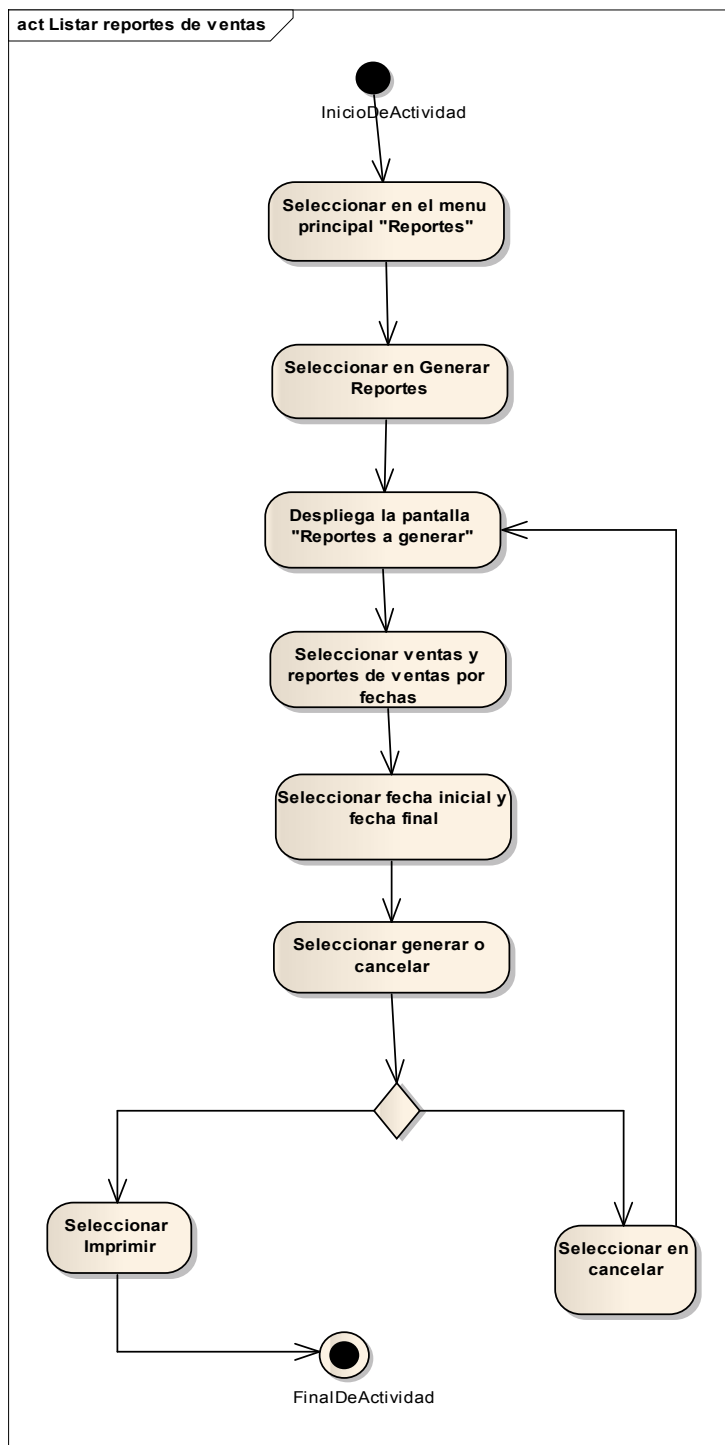 act Listar reportes de ventas
InicioDeActividad
Seleccionar en el menu
principal "Reportes"
Seleccionar en Generar
Reportes
Despliega la pantalla
"Reportes a generar"
Seleccionar ventas y
reportes de ventas por
fechas
Seleccionar fecha inicial y
fecha final
Seleccionar generar o
cancelar
Seleccionar
Imprimir
Seleccionar en
cancelar
FinalDeActividad